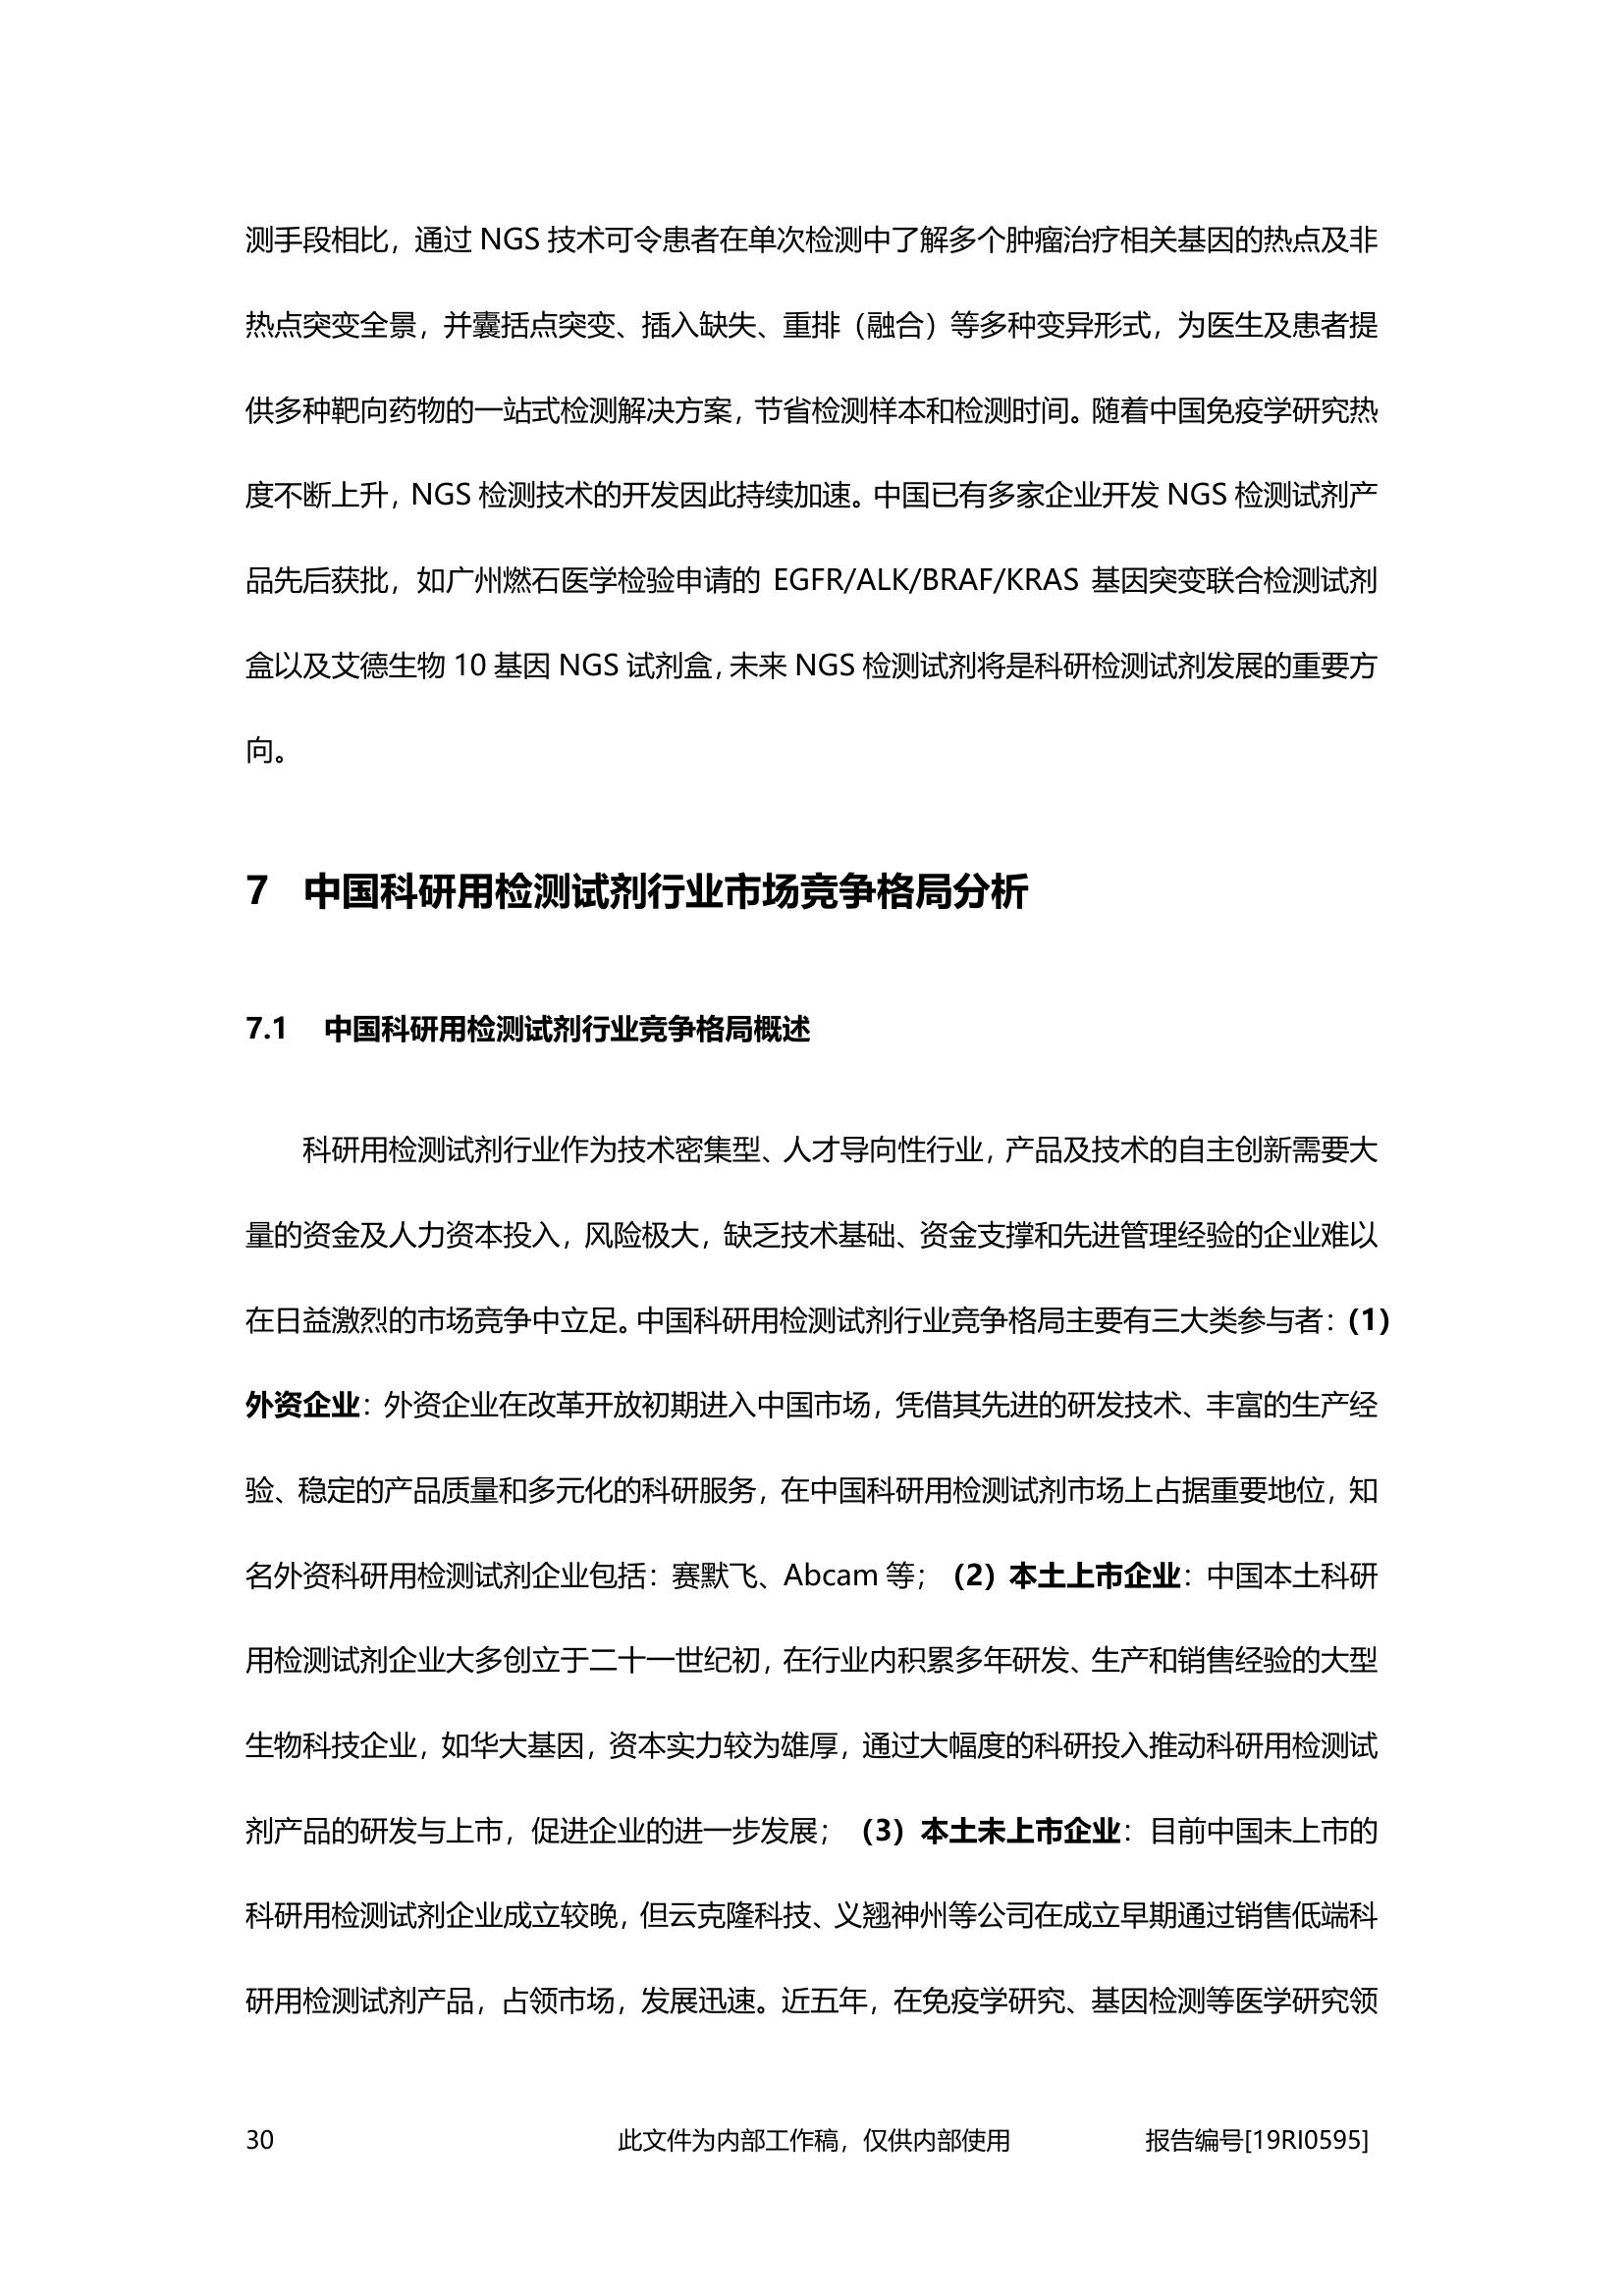 测手段相比，通过 NGS 技术可令患者在单次检测中了解多个肿瘤治疗相关基因的热点及非
热点突变全景，并囊括点突变、插入缺失、重排（融合）等多种变异形式，为医生及患者提
供多种靶向药物的一站式检测解决方案，节省检测样本和检测时间。随着中国免疫学研究热
度不断上升，NGS 检测技术的开发因此持续加速。中国已有多家企业开发 NGS 检测试剂产
品先后获批，如广州燃石医学检验申请的 EGFR/ALK/BRAF/KRAS 基因突变联合检测试剂
盒以及艾德生物 10 基因 NGS 试剂盒，未来 NGS 检测试剂将是科研检测试剂发展的重要方
向。
7 中国科研用检测试剂行业市场竞争格局分析
7.1 中国科研用检测试剂行业竞争格局概述
科研用检测试剂行业作为技术密集型、人才导向性行业，产品及技术的自主创新需要大
量的资金及人力资本投入，风险极大，缺乏技术基础、资金支撑和先进管理经验的企业难以
在日益激烈的市场竞争中立足。中国科研用检测试剂行业竞争格局主要有三大类参与者：（1）
外资企业：外资企业在改革开放初期进入中国市场，凭借其先进的研发技术、丰富的生产经
验、稳定的产品质量和多元化的科研服务，在中国科研用检测试剂市场上占据重要地位，知
名外资科研用检测试剂企业包括：赛默飞、Abcam 等；（2）本土上市企业：中国本土科研
用检测试剂企业大多创立于二十一世纪初，在行业内积累多年研发、生产和销售经验的大型
生物科技企业，如华大基因，资本实力较为雄厚，通过大幅度的科研投入推动科研用检测试
剂产品的研发与上市，促进企业的进一步发展；（3）本土未上市企业：目前中国未上市的
科研用检测试剂企业成立较晚，但云克隆科技、义翘神州等公司在成立早期通过销售低端科
研用检测试剂产品，占领市场，发展迅速。近五年，在免疫学研究、基因检测等医学研究领
30 此文件为内部工作稿，仅供内部使用 报告编号[19RI0595]